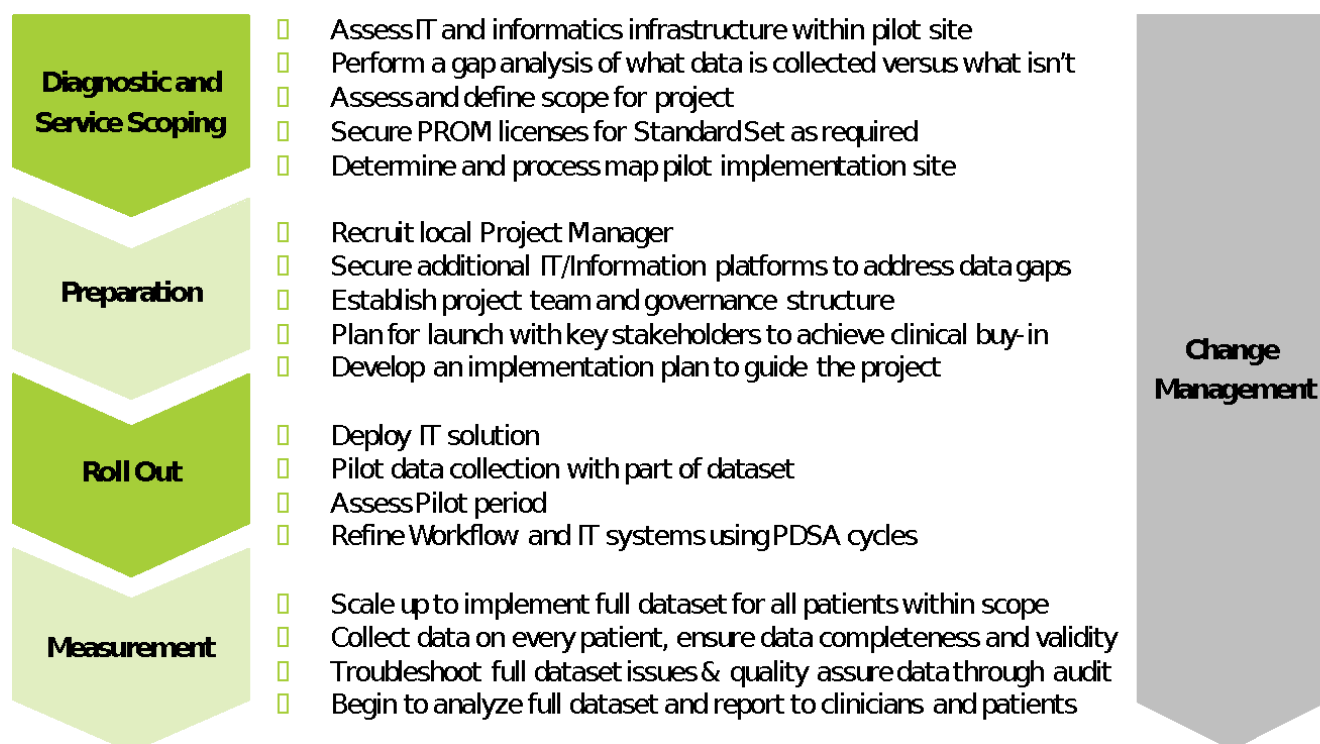 Diagnostic and
Service Scoping
Assess IT and informatics infrastructure within pilot site
Perform a gap analysis of what data is collected versus what isn't
Assess and define scope for project
Secure PROM licenses for Standard Set as required
Determine and process map pilot implementation site
Preparation
Recruit local Project Manager
Secure additional IT/Information platforms to address data gaps
Establish project team and governance structure
Plan for launch with key stakeholders to achieve clinical buy-in
Develop an implementation plan to guide the project
Roll Out
Deploy IT solution
Pilot data collection with part of dataset
Assess Pilot period
Refine Workflow and IT systems using PDSA cycles
Measurement
Scale up to implement full dataset for all patients within scope
Collect data on every patient, ensure data completeness and validity
Troubleshoot full dataset issues & quality assure data through audit
Begin to analyze full dataset and report to clinicians and patients
Change
Management